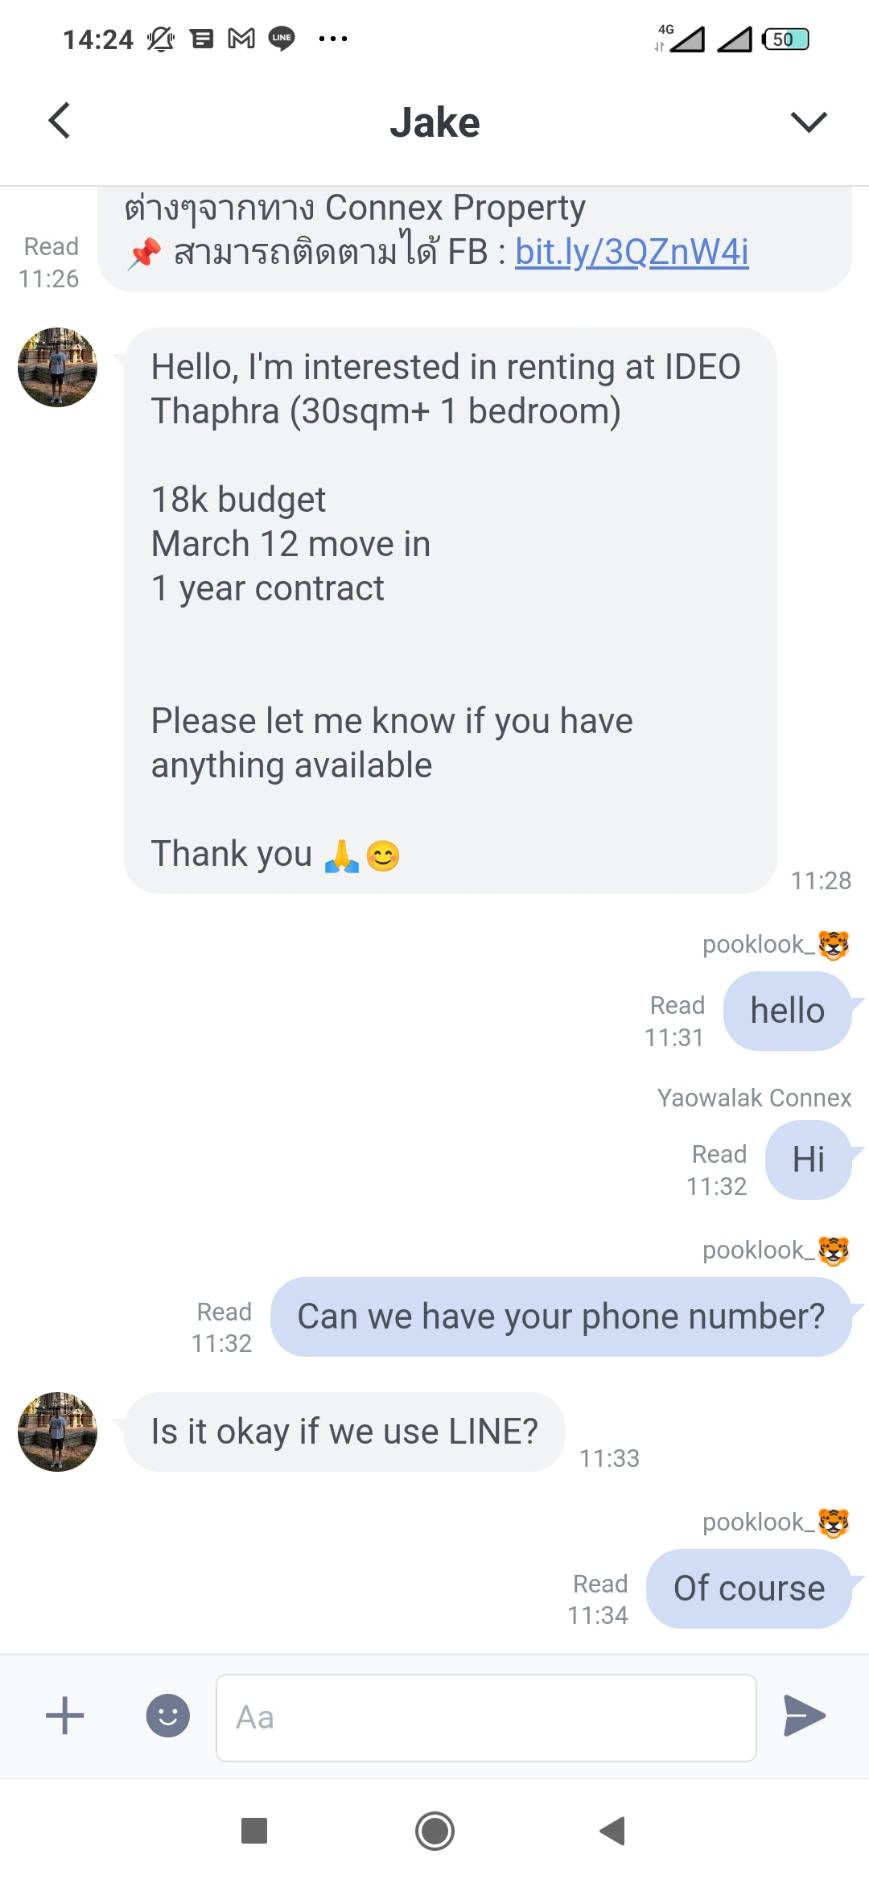 14:24 LINE ... 4G 50
Jake
ต่างๆจากทาง Connex Property
📌 สามารถติดตามได้ FB : bit.ly/3QZnW4i
Read
11:26
Hello, I'm interested in renting at IDEO
Thaphra (30sqm+ 1 bedroom)
18k budget
March 12 move in
1 year contract
Please let me know if you have
anything available
Thank you 🙏😊
11:28
pooklook_🐯
hello
Read
11:31
Yaowalak Connex
Hi
Read
11:32
pooklook_🐯
Can we have your phone number?
Read
11:32
Is it okay if we use LINE?
11:33
pooklook_🐯
Of course
Read
11:34
Aa